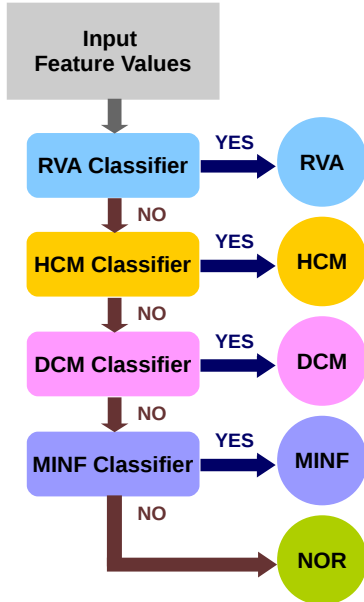 Input
Feature Values
RVA Classifier
YES
RVA
NO
HCM Classifier
YES
HCM
NO
DCM Classifier
YES
DCM
NO
MINF Classifier
YES
MINF
NO
NOR